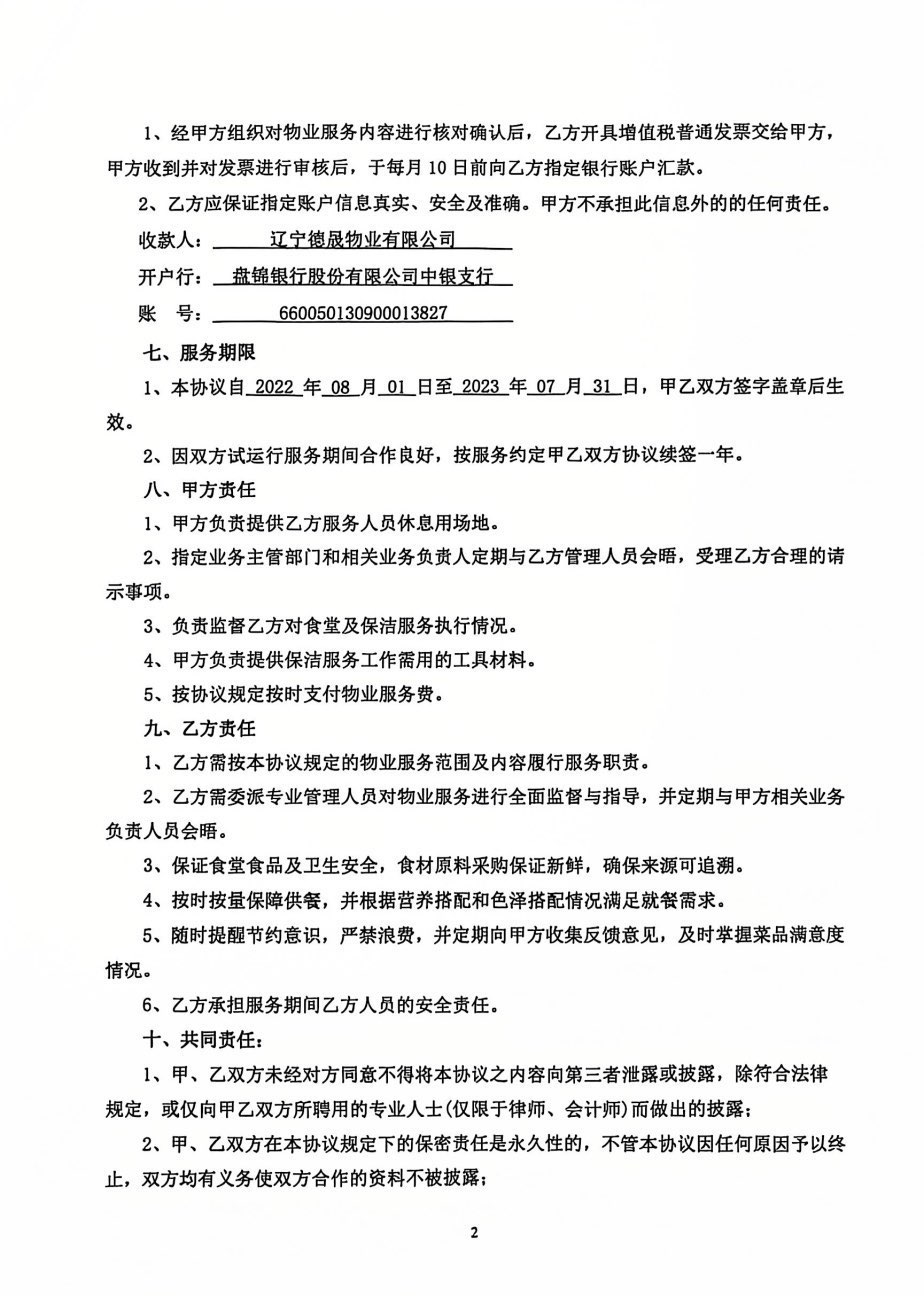 1、经甲方组织对物业服务内容进行核对确认后，乙方开具增值税普通发票交给甲方，
甲方收到并对发票进行审核后，于每月 10 日前向乙方指定银行账户汇款。
2、乙方应保证指定账户信息真实、安全及准确。甲方不承担此信息外的的任何责任。
收款人：辽宁德晟物业有限公司
开户行：盘锦银行股份有限公司中银支行
账 号：660050130900013827
七、服务期限
1、本协议自 2022 年 08 月 01 日至 2023 年 07 月 31 日，甲乙双方签字盖章后生
效。
2、因双方试运行服务期间合作良好，按服务约定甲乙双方协议续签一年。
八、甲方责任
1、甲方负责提供乙方服务人员休息用场地。
2、指定业务主管部门和相关业务负责人定期与乙方管理人员会晤，受理乙方合理的请
示事项。
3、负责监督乙方对食堂及保洁服务执行情况。
4、甲方负责提供保洁服务工作需用的工具材料。
5、按协议规定按时支付物业服务费。
九、乙方责任
1、乙方需按本协议规定的物业服务范围及内容履行服务职责。
2、乙方需委派专业管理人员对物业服务进行全面监督与指导，并定期与甲方相关业务
负责人员会晤。
3、保证食堂食品及卫生安全，食材原料采购保证新鲜，确保来源可追溯。
4、按时按量保障供餐，并根据营养搭配和色泽搭配情况满足就餐需求。
5、随时提醒节约意识，严禁浪费，并定期向甲方收集反馈意见，及时掌握菜品满意度
情况。
6、乙方承担服务期间乙方人员的安全责任。
十、共同责任：
1、甲、乙双方未经对方同意不得将本协议之内容向第三者泄露或披露，除符合法律
规定，或仅向甲乙双方所聘用的专业人士(仅限于律师、会计师)而做出的披露；
2、甲、乙双方在本协议规定下的保密责任是永久性的，不管本协议因任何原因予以终
止，双方均有义务使双方合作的资料不被披露；
2